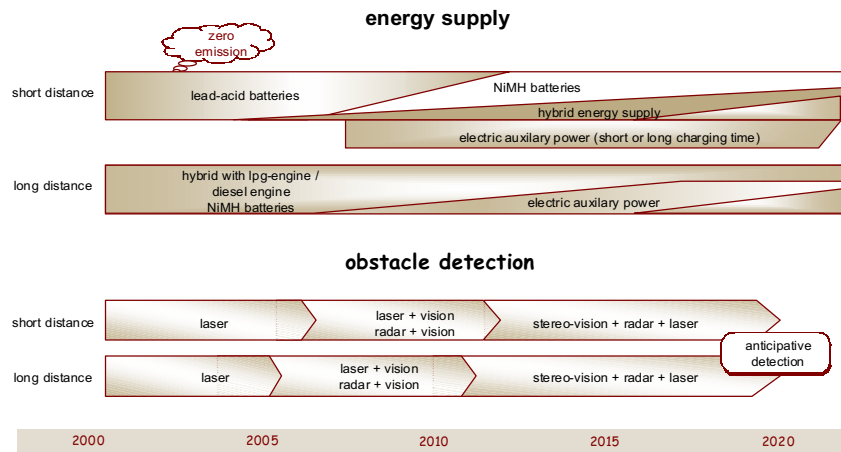 energy supply
zero
emission
short distance
lead-acid batteries
NiMH batteries
hybrid energy supply
electric auxilary power (short or long charging time)
long distance
hybrid with lpg-engine /
diesel engine
NiMH batteries
electric auxilary power
obstacle detection
short distance
laser
laser + vision
radar + vision
stereo-vision + radar + laser
anticipative
detection
long distance
laser
laser + vision
radar + vision
stereo-vision + radar + laser
2000 2005 2010 2015 2020